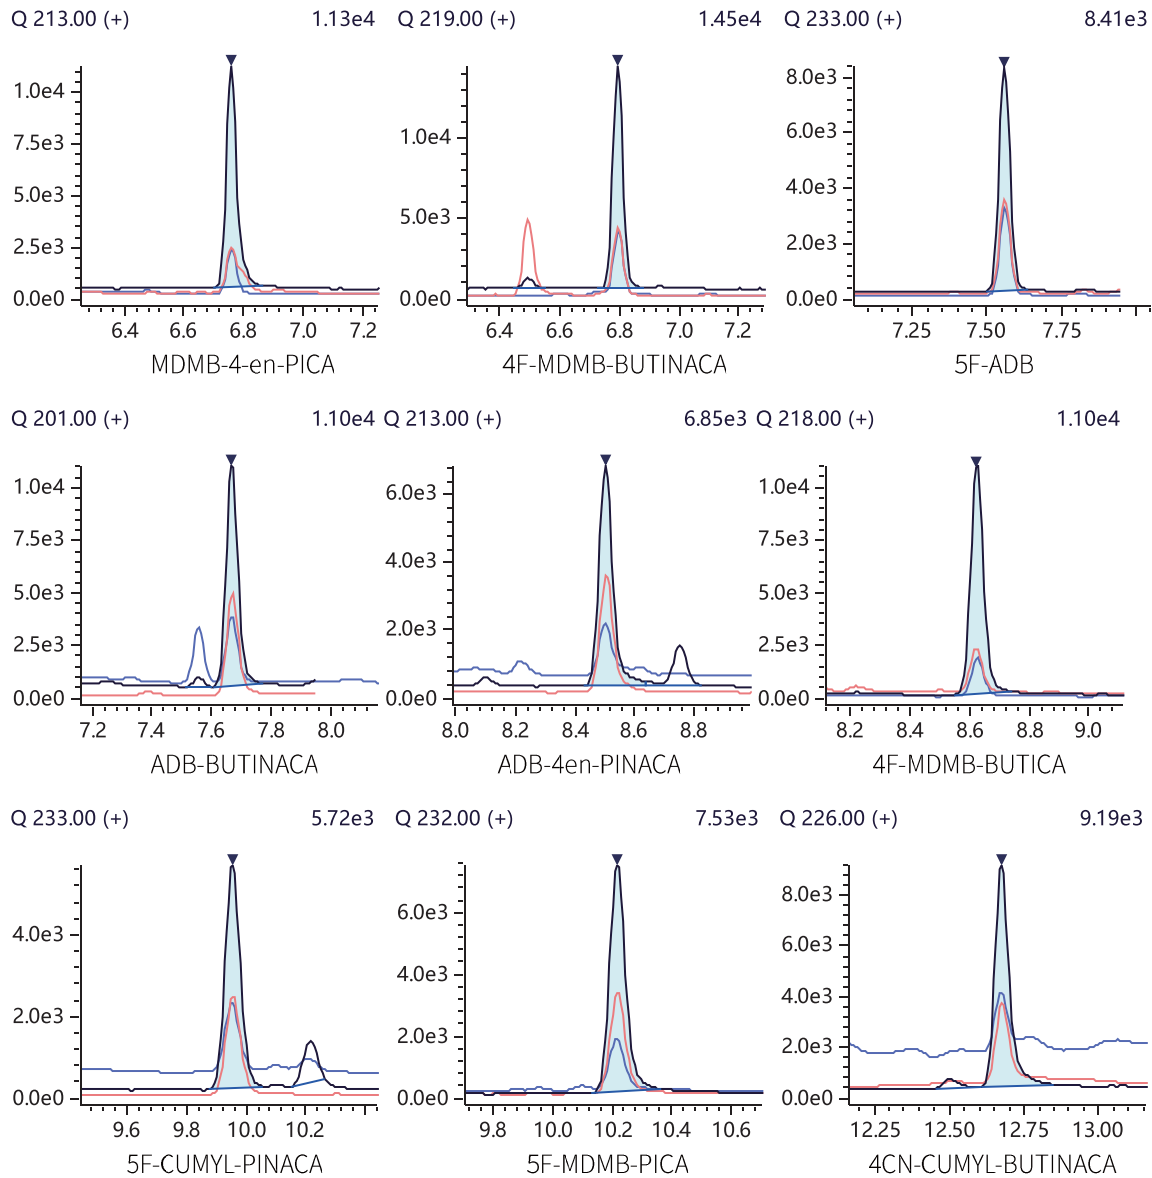 Q 213.00 (+) 1.13e4 Q 219.00 (+) 1.45e4 Q 233.00 (+) 8.41e3
1.0e4
7.5e3
5.0e3
2.5e3
0.0e0
6.4 6.6 6.8 7.0 7.2
MDMB-4-en-PICA
1.0e4
5.0e3
0.0e0
6.4 6.6 6.8 7.0 7.2
4F-MDMB-BUTINACA
8.0e3
6.0e3
4.0e3
2.0e3
0.0e0
7.25 7.50 7.75
5F-ADB
Q 201.00 (+) 1.10e4 Q 213.00 (+) 6.85e3 Q 218.00 (+) 1.10e4
1.0e4
7.5e3
5.0e3
2.5e3
0.0e0
7.2 7.4 7.6 7.8 8.0
ADB-BUTINACA
6.0e3
4.0e3
2.0e3
0.0e0
8.0 8.2 8.4 8.6 8.8
ADB-4en-PINACA
1.0e4
7.5e3
5.0e3
2.5e3
0.0e0
8.2 8.4 8.6 8.8 9.0
4F-MDMB-BUTICA
Q 233.00 (+) 5.72e3 Q 232.00 (+) 7.53e3 Q 226.00 (+) 9.19e3
4.0e3
2.0e3
0.0e0
9.6 9.8 10.0 10.2
5F-CUMYL-PINACA
6.0e3
4.0e3
2.0e3
0.0e0
9.8 10.0 10.2 10.4 10.6
5F-MDMB-PICA
8.0e3
6.0e3
4.0e3
2.0e3
0.0e0
12.25 12.50 12.75 13.00
4CN-CUMYL-BUTINACA